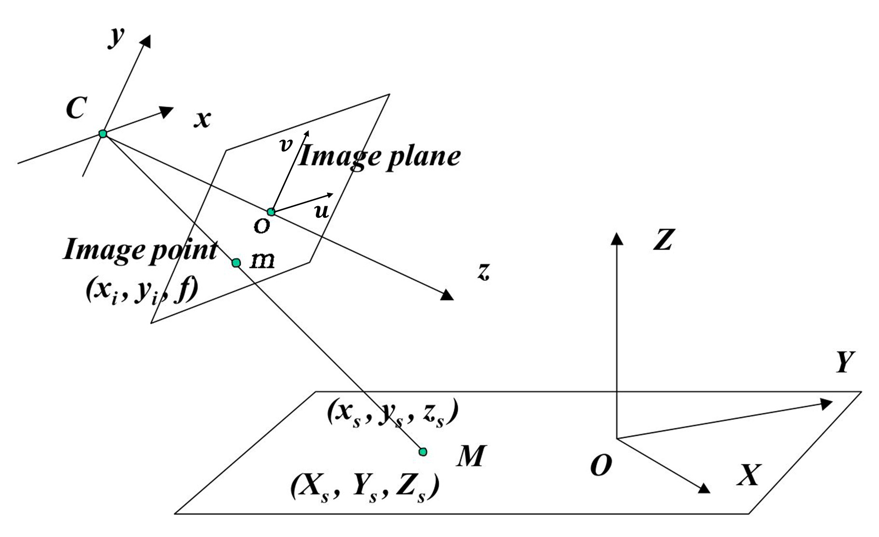 y
C
x
v
Image plane
u
o
Image point
m
(xᵢ, yᵢ, f)
z
Z
Y
(xₛ, yₛ, zₛ)
M
O
X
(Xₛ, Yₛ, Zₛ)